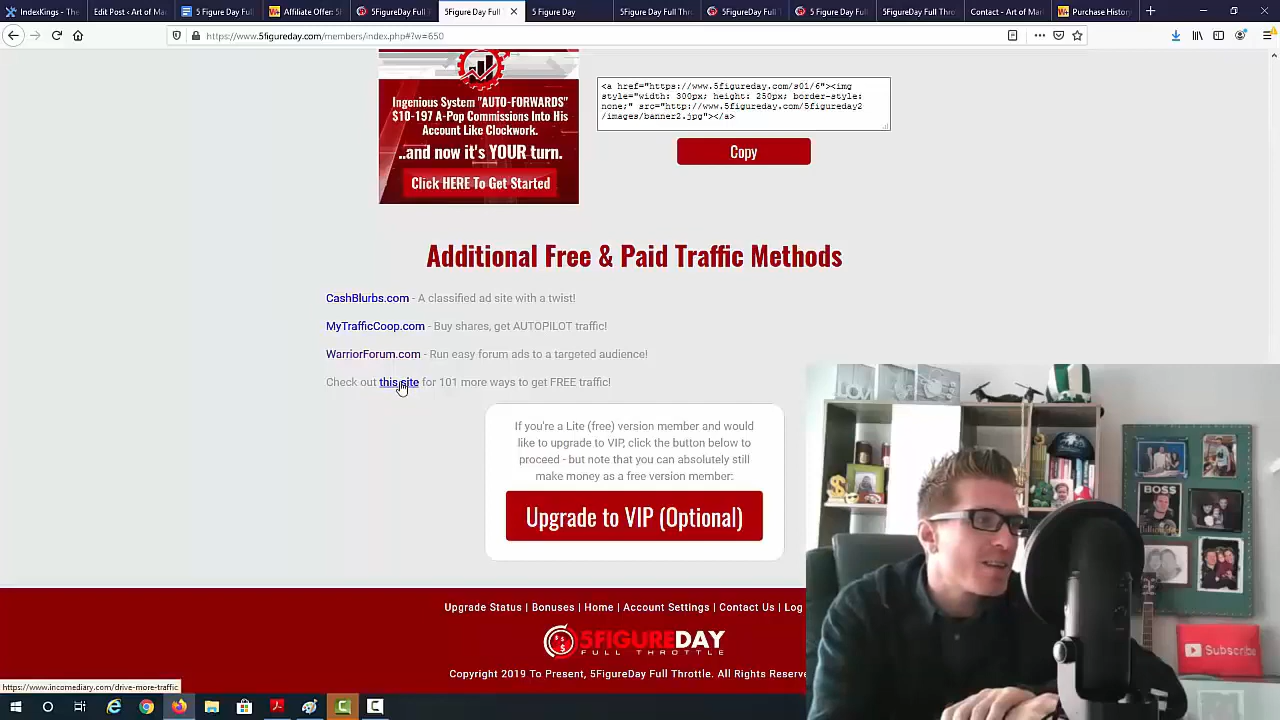 IndexKings - The
Edit Post ‹ Art of Ma
5 Figure Day Full
Affiliate Offer: 5F
5FigureDay Full
5Figure Day Full
5 Figure Day
5Figure Day Full Thr
5 Figure Day
5Figure Day Full Thro
Contact - Art of Mark
Purchase History
https://www.5figureday.com/members/index.php#?w=650
Ingenious System "AUTO-FORWARDS"
$10-197 A-Pop Commissions Into His
Account Like Clockwork.
..and now it's YOUR turn.
Click HERE To Get Started
<a href="https://www.5figureday.com/s01/6"><img
style="width: 300px; height: 250px; border-style:
none;" src="http://www.5figureday.com/5figureday2
/images/banner2.jpg"></a>
Copy
Additional Free & Paid Traffic Methods
CashBlurbs.com - A classified ad site with a twist!
MyTrafficCoop.com - Buy shares, get AUTOPILOT traffic!
WarriorForum.com - Run easy forum ads to a targeted audience!
Check out this site for 101 more ways to get FREE traffic!
If you're a Lite (free) version member and would
like to upgrade to VIP, click the button below to
proceed - but note that you can absolutely still
make money as a free version member:
Upgrade to VIP (Optional)
BOSS
Upgrade Status | Bonuses | Home | Account Settings | Contact Us | Log
5FIGUREDAY
FULL THROTTLE
Subscribe
Copyright 2019 To Present, 5FigureDay Full Throttle. All Rights Reserve
https://www.incomediary.com/drive-more-traffic